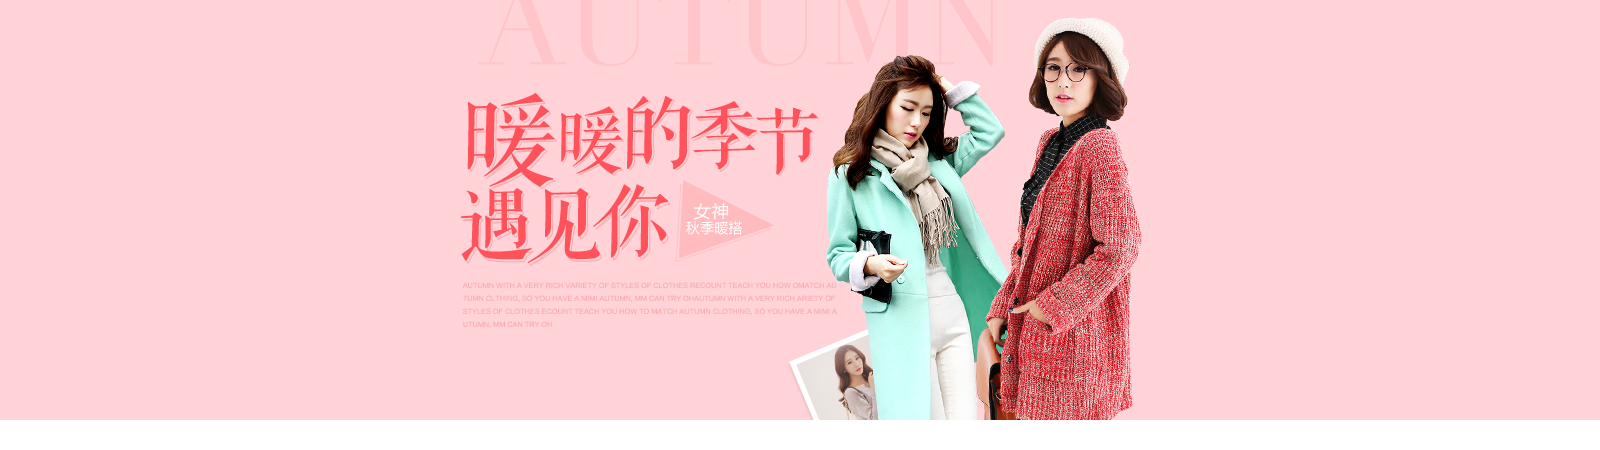 AUTUMN
暖暖的季节
遇见你
女神
秋季暖搭
AUTUMN WITH A VERY RICH VARIETY OF STYLES OF CLOTHES RECOUNT TEACH YOU HOW OMATCH AU
TUMN CLTHING, SO YOU HAVE A MIMI AUTUMN, MM CAN TRY OHAUTUMN WITH A VERY RICH ARIETY OF
STYLES OF CLOTHES ECOUNT TEACH YOU HOW TO MATCH AUTUMN CLOTHING, SO YOU HAVE A MIMI A
UTUMN, MM CAN TRY OH